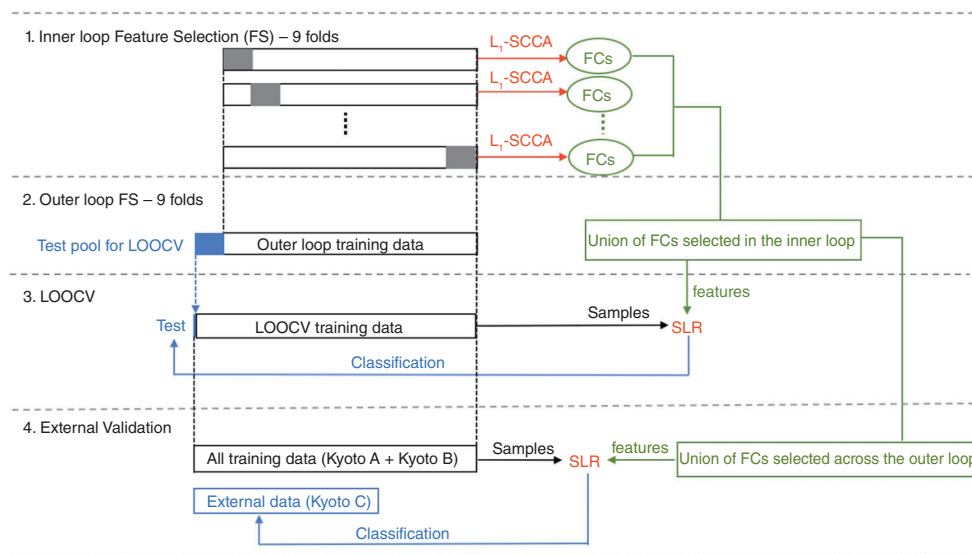 1. Inner loop Feature Selection (FS) – 9 folds
L1-SCCA
FCs
L1-SCCA
FCs
L1-SCCA
FCs
2. Outer loop FS – 9 folds
Test pool for LOOCV
Outer loop training data
Union of FCs selected in the inner loop
3. LOOCV
features
Samples
Test
LOOCV training data
SLR
Classification
4. External Validation
Samples
features
All training data (Kyoto A + Kyoto B)
SLR
Union of FCs selected across the outer loop
External data (Kyoto C)
Classification